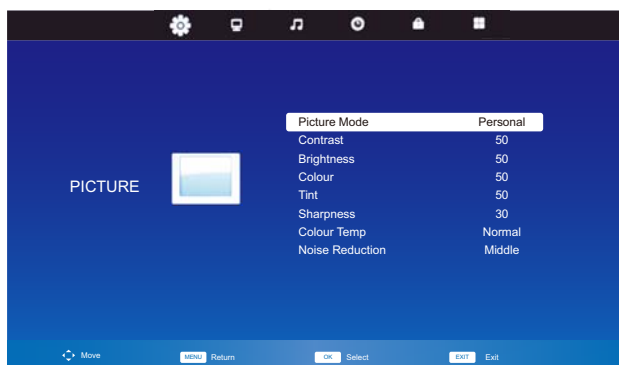 PICTURE
Picture Mode Personal
Contrast 50
Brightness 50
Colour 50
Tint 50
Sharpness 30
Colour Temp Normal
Noise Reduction Middle
Move MENU Return OK Select EXIT Exit